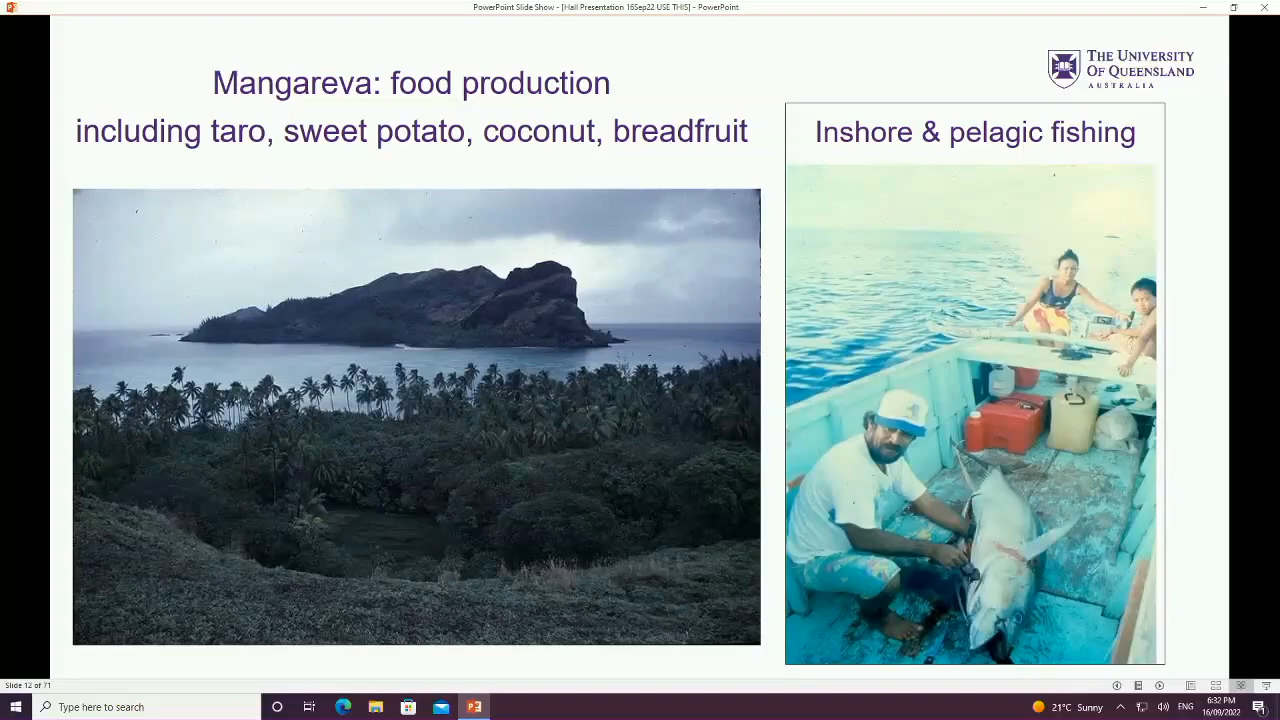 PowerPoint Slide Show - [Hall Presentation 16Sep22 USE THIS] - PowerPoint
Mangareva: food production
including taro, sweet potato, coconut, breadfruit
THE UNIVERSITY
OF QUEENSLAND
AUSTRALIA
Inshore & pelagic fishing
Slide 12 of 71
Type here to search
21°C Sunny
6:32 PM
16/09/2022